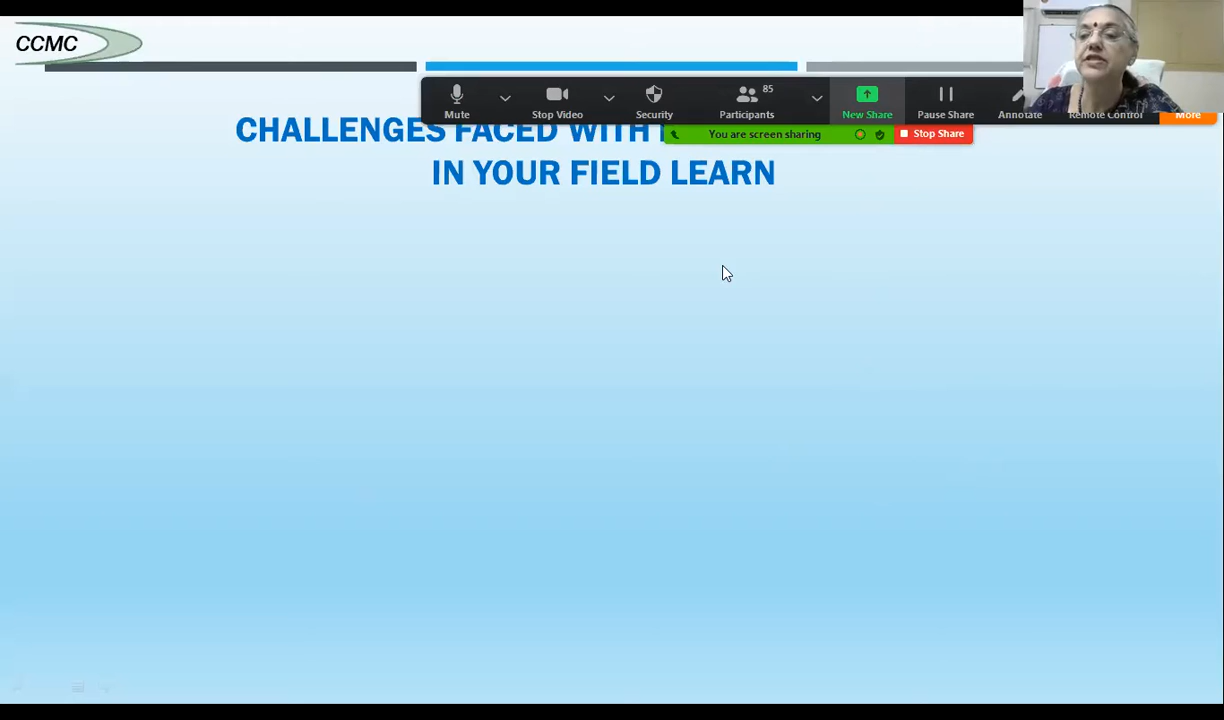 CCMC
85
Mute
Stop Video
Security
Participants
New Share
Pause Share
Annotate
Remote Control
More
CHALLENGES FACED WITH
You are screen sharing
Stop Share
IN YOUR FIELD LEARN